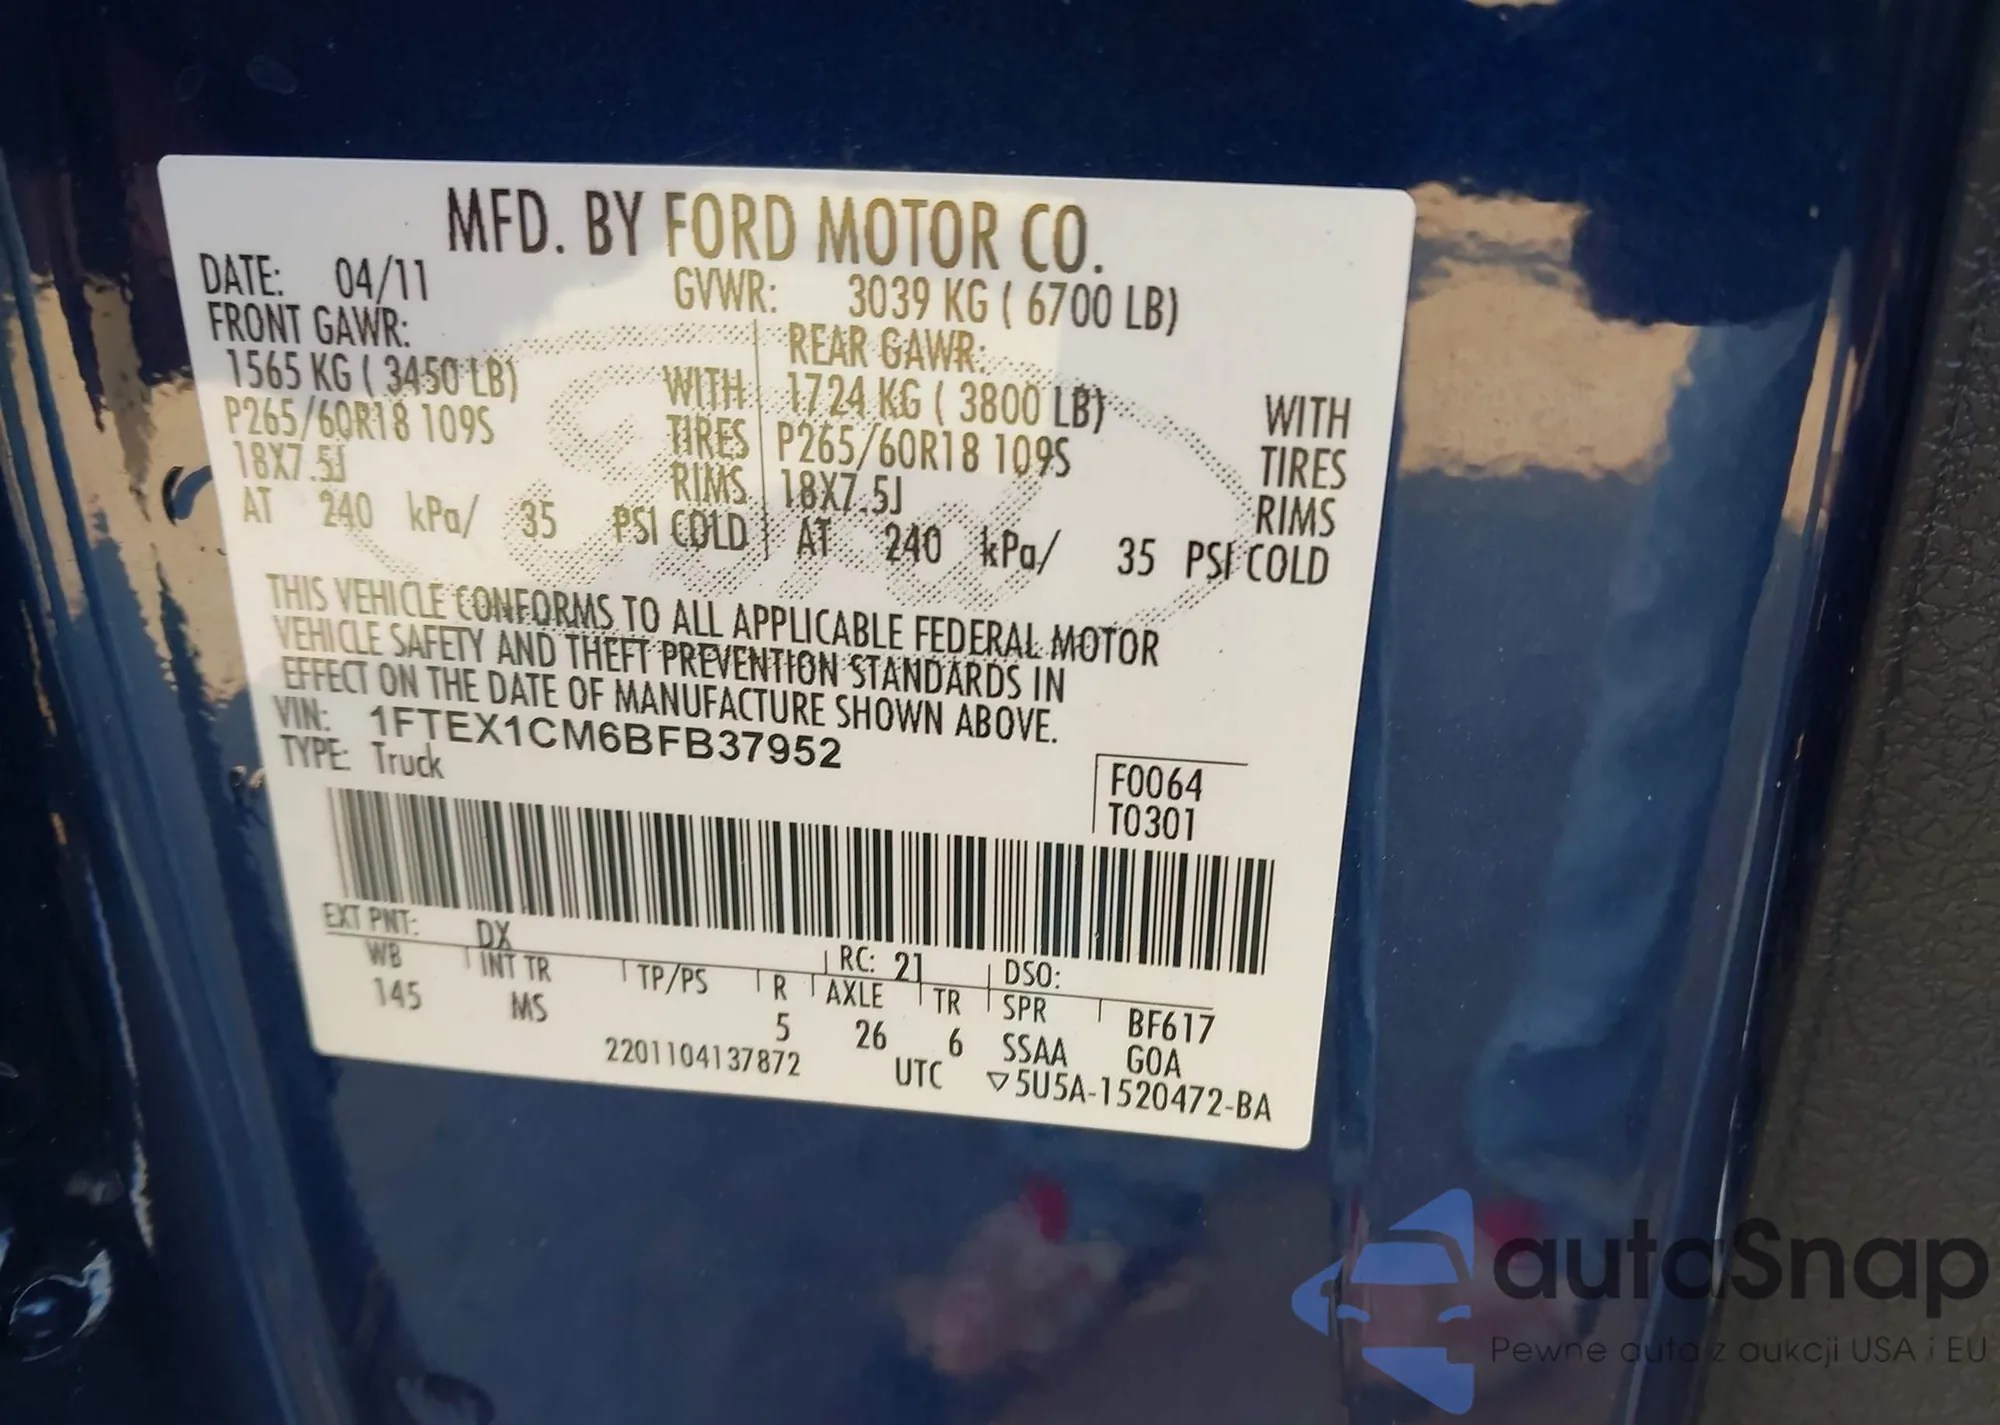 MFD. BY FORD MOTOR CO.
DATE: 04/11 GVWR: 3039 KG ( 6700 LB)
FRONT GAWR: REAR GAWR:
1565 KG ( 3450 LB) WITH 1724 KG ( 3800 LB) WITH
P265/60R18 109S TIRES P265/60R18 109S TIRES
18X7.5J RIMS 18X7.5J RIMS
AT 240 kPa/ 35 PSI COLD AT 240 kPa/ 35 PSI COLD
THIS VEHICLE CONFORMS TO ALL APPLICABLE FEDERAL MOTOR
VEHICLE SAFETY AND THEFT PREVENTION STANDARDS IN
EFFECT ON THE DATE OF MANUFACTURE SHOWN ABOVE.
VIN: 1FTEX1CM6BFB37952
TYPE: Truck
F0064
T0301
EXT PNT: DX RC: 21 DSO:
WB INT TR TP/PS R AXLE TR SPR BF617
145 MS 5 26 6 SSAA GOA
2201104137872 UTC ▽5U5A-1520472-BA
autoSnap
Pewne auta z aukcji USA i EU